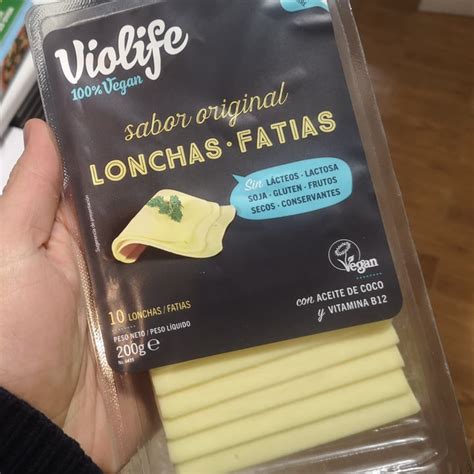 Violife
100% Vegan
sabor original
LONCHAS · FATIAS
Sin LÁCTEOS · LACTOSA
SOJA · GLUTEN · FRUTOS
SECOS · CONSERVANTES
Vegan
10 LONCHAS / FATIAS
PESO NETO / PESO LÍQUIDO
200g e
con ACEITE DE COCO
y VITAMINA B12